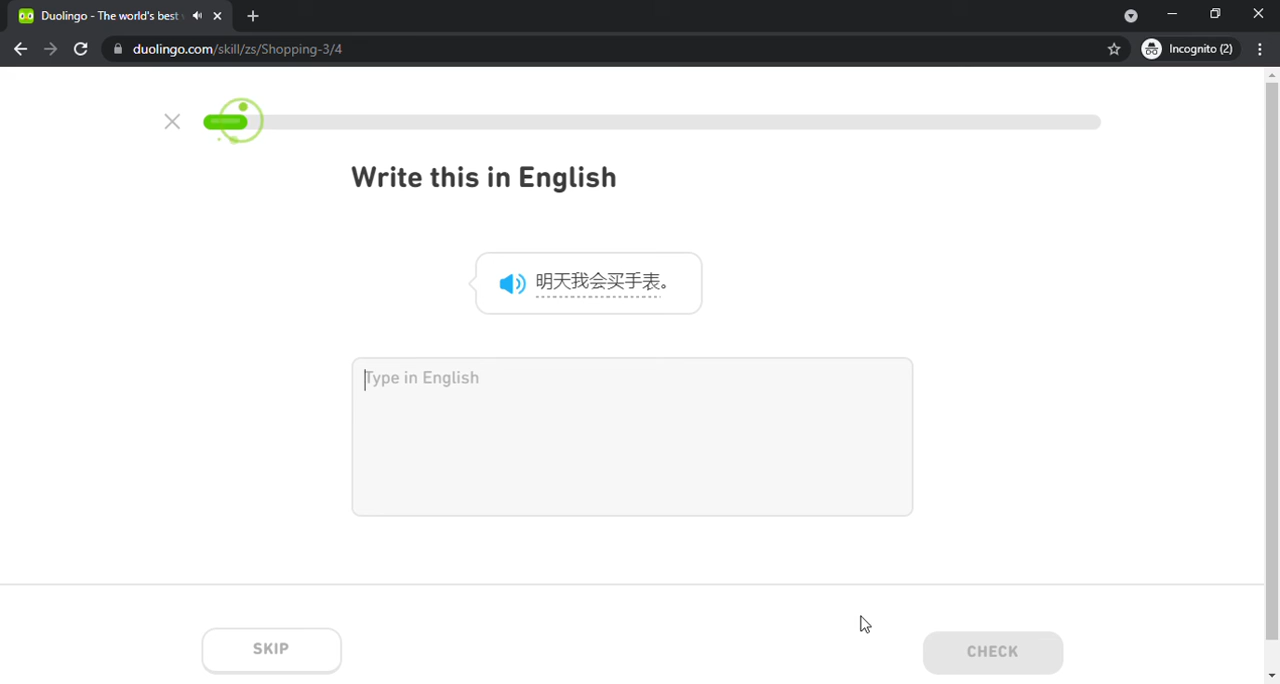 Duolingo - The world's best
duolingo.com/skill/zs/Shopping-3/4
Incognito (2)
Write this in English
明天我会买手表。
Type in English
SKIP
CHECK